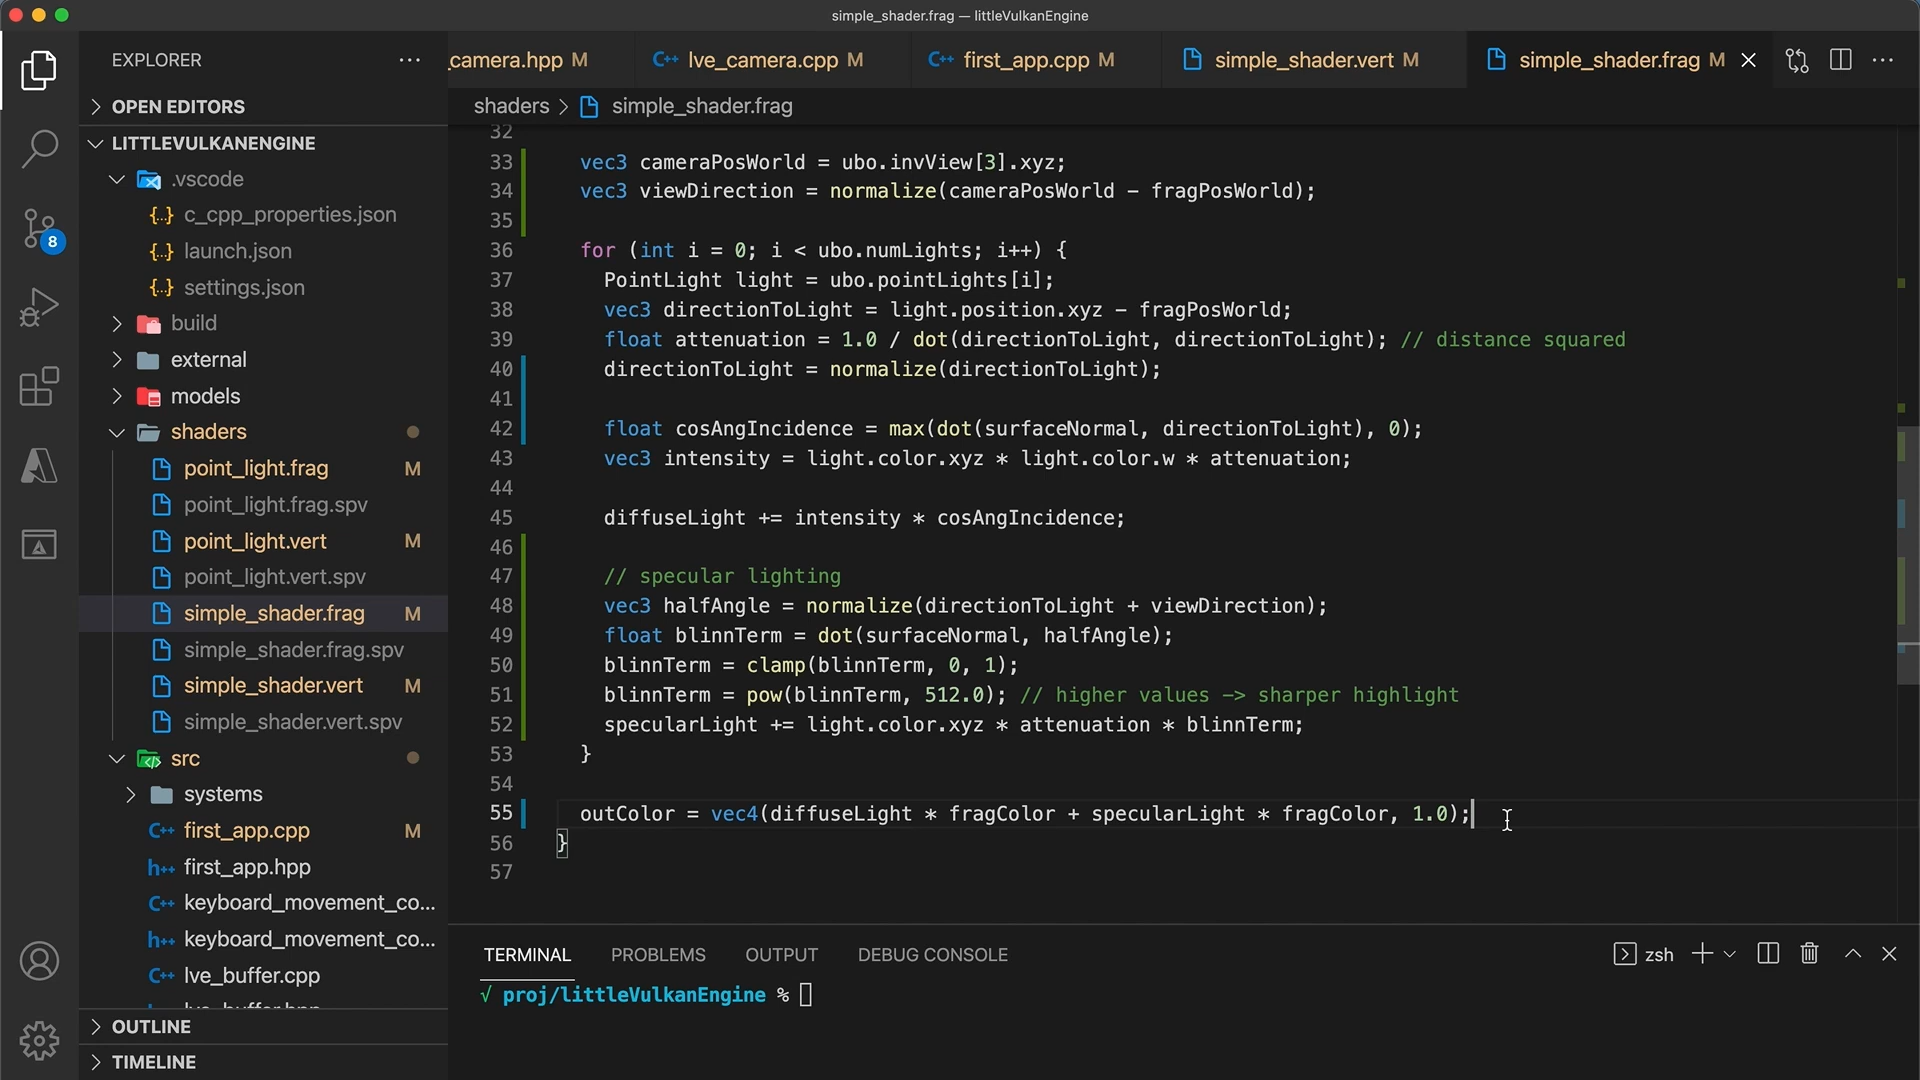 simple_shader.frag — littleVulkanEngine
EXPLORER
_camera.hpp M
lve_camera.cpp M
first_app.cpp M
simple_shader.vert M
simple_shader.frag M
OPEN EDITORS
shaders > simple_shader.frag
LITTLEVULKANENGINE
.vscode
c_cpp_properties.json
launch.json
settings.json
build
external
models
shaders
point_light.frag M
point_light.frag.spv
point_light.vert M
point_light.vert.spv
simple_shader.frag M
simple_shader.frag.spv
simple_shader.vert M
simple_shader.vert.spv
src
systems
first_app.cpp M
first_app.hpp
keyboard_movement_co...
keyboard_movement_co...
lve_buffer.cpp
lve_buffer.hpp
OUTLINE
TIMELINE
8
32
33 vec3 cameraPosWorld = ubo.invView[3].xyz;
34 vec3 viewDirection = normalize(cameraPosWorld - fragPosWorld);
35
36 for (int i = 0; i < ubo.numLights; i++) {
37 PointLight light = ubo.pointLights[i];
38 vec3 directionToLight = light.position.xyz - fragPosWorld;
39 float attenuation = 1.0 / dot(directionToLight, directionToLight); // distance squared
40 directionToLight = normalize(directionToLight);
41
42 float cosAngIncidence = max(dot(surfaceNormal, directionToLight), 0);
43 vec3 intensity = light.color.xyz * light.color.w * attenuation;
44
45 diffuseLight += intensity * cosAngIncidence;
46
47 // specular lighting
48 vec3 halfAngle = normalize(directionToLight + viewDirection);
49 float blinnTerm = dot(surfaceNormal, halfAngle);
50 blinnTerm = clamp(blinnTerm, 0, 1);
51 blinnTerm = pow(blinnTerm, 512.0); // higher values -> sharper highlight
52 specularLight += light.color.xyz * attenuation * blinnTerm;
53 }
54
55 outColor = vec4(diffuseLight * fragColor + specularLight * fragColor, 1.0);
56 }
57
TERMINAL PROBLEMS OUTPUT DEBUG CONSOLE
zsh
√ proj/littleVulkanEngine %